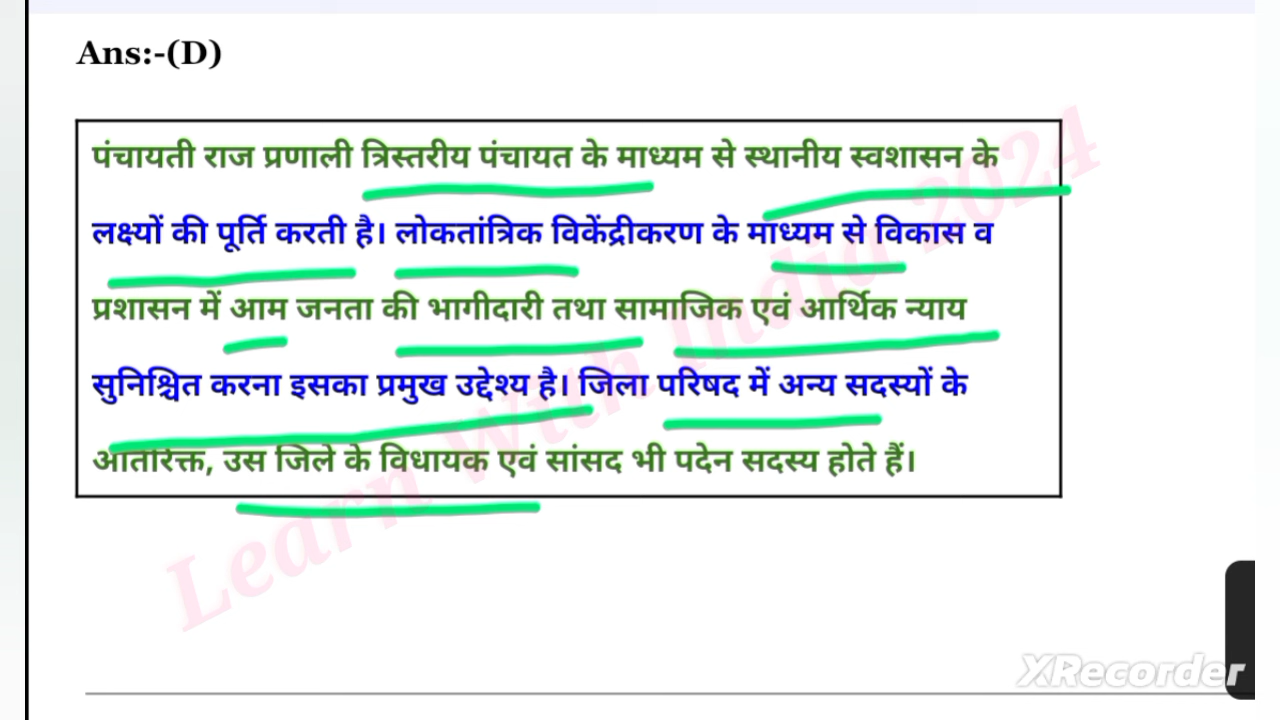 Ans:-(D)
पंचायती राज प्रणाली त्रिस्तरीय पंचायत के माध्यम से स्थानीय स्वशासन के
लक्ष्यों की पूर्ति करती है। लोकतांत्रिक विकेंद्रीकरण के माध्यम से विकास व
प्रशासन में आम जनता की भागीदारी तथा सामाजिक एवं आर्थिक न्याय
सुनिश्चित करना इसका प्रमुख उद्देश्य है। जिला परिषद में अन्य सदस्यों के
अतिरिक्त, उस जिले के विधायक एवं सांसद भी पदेन सदस्य होते हैं।
Learn With India 2024
XRecorder